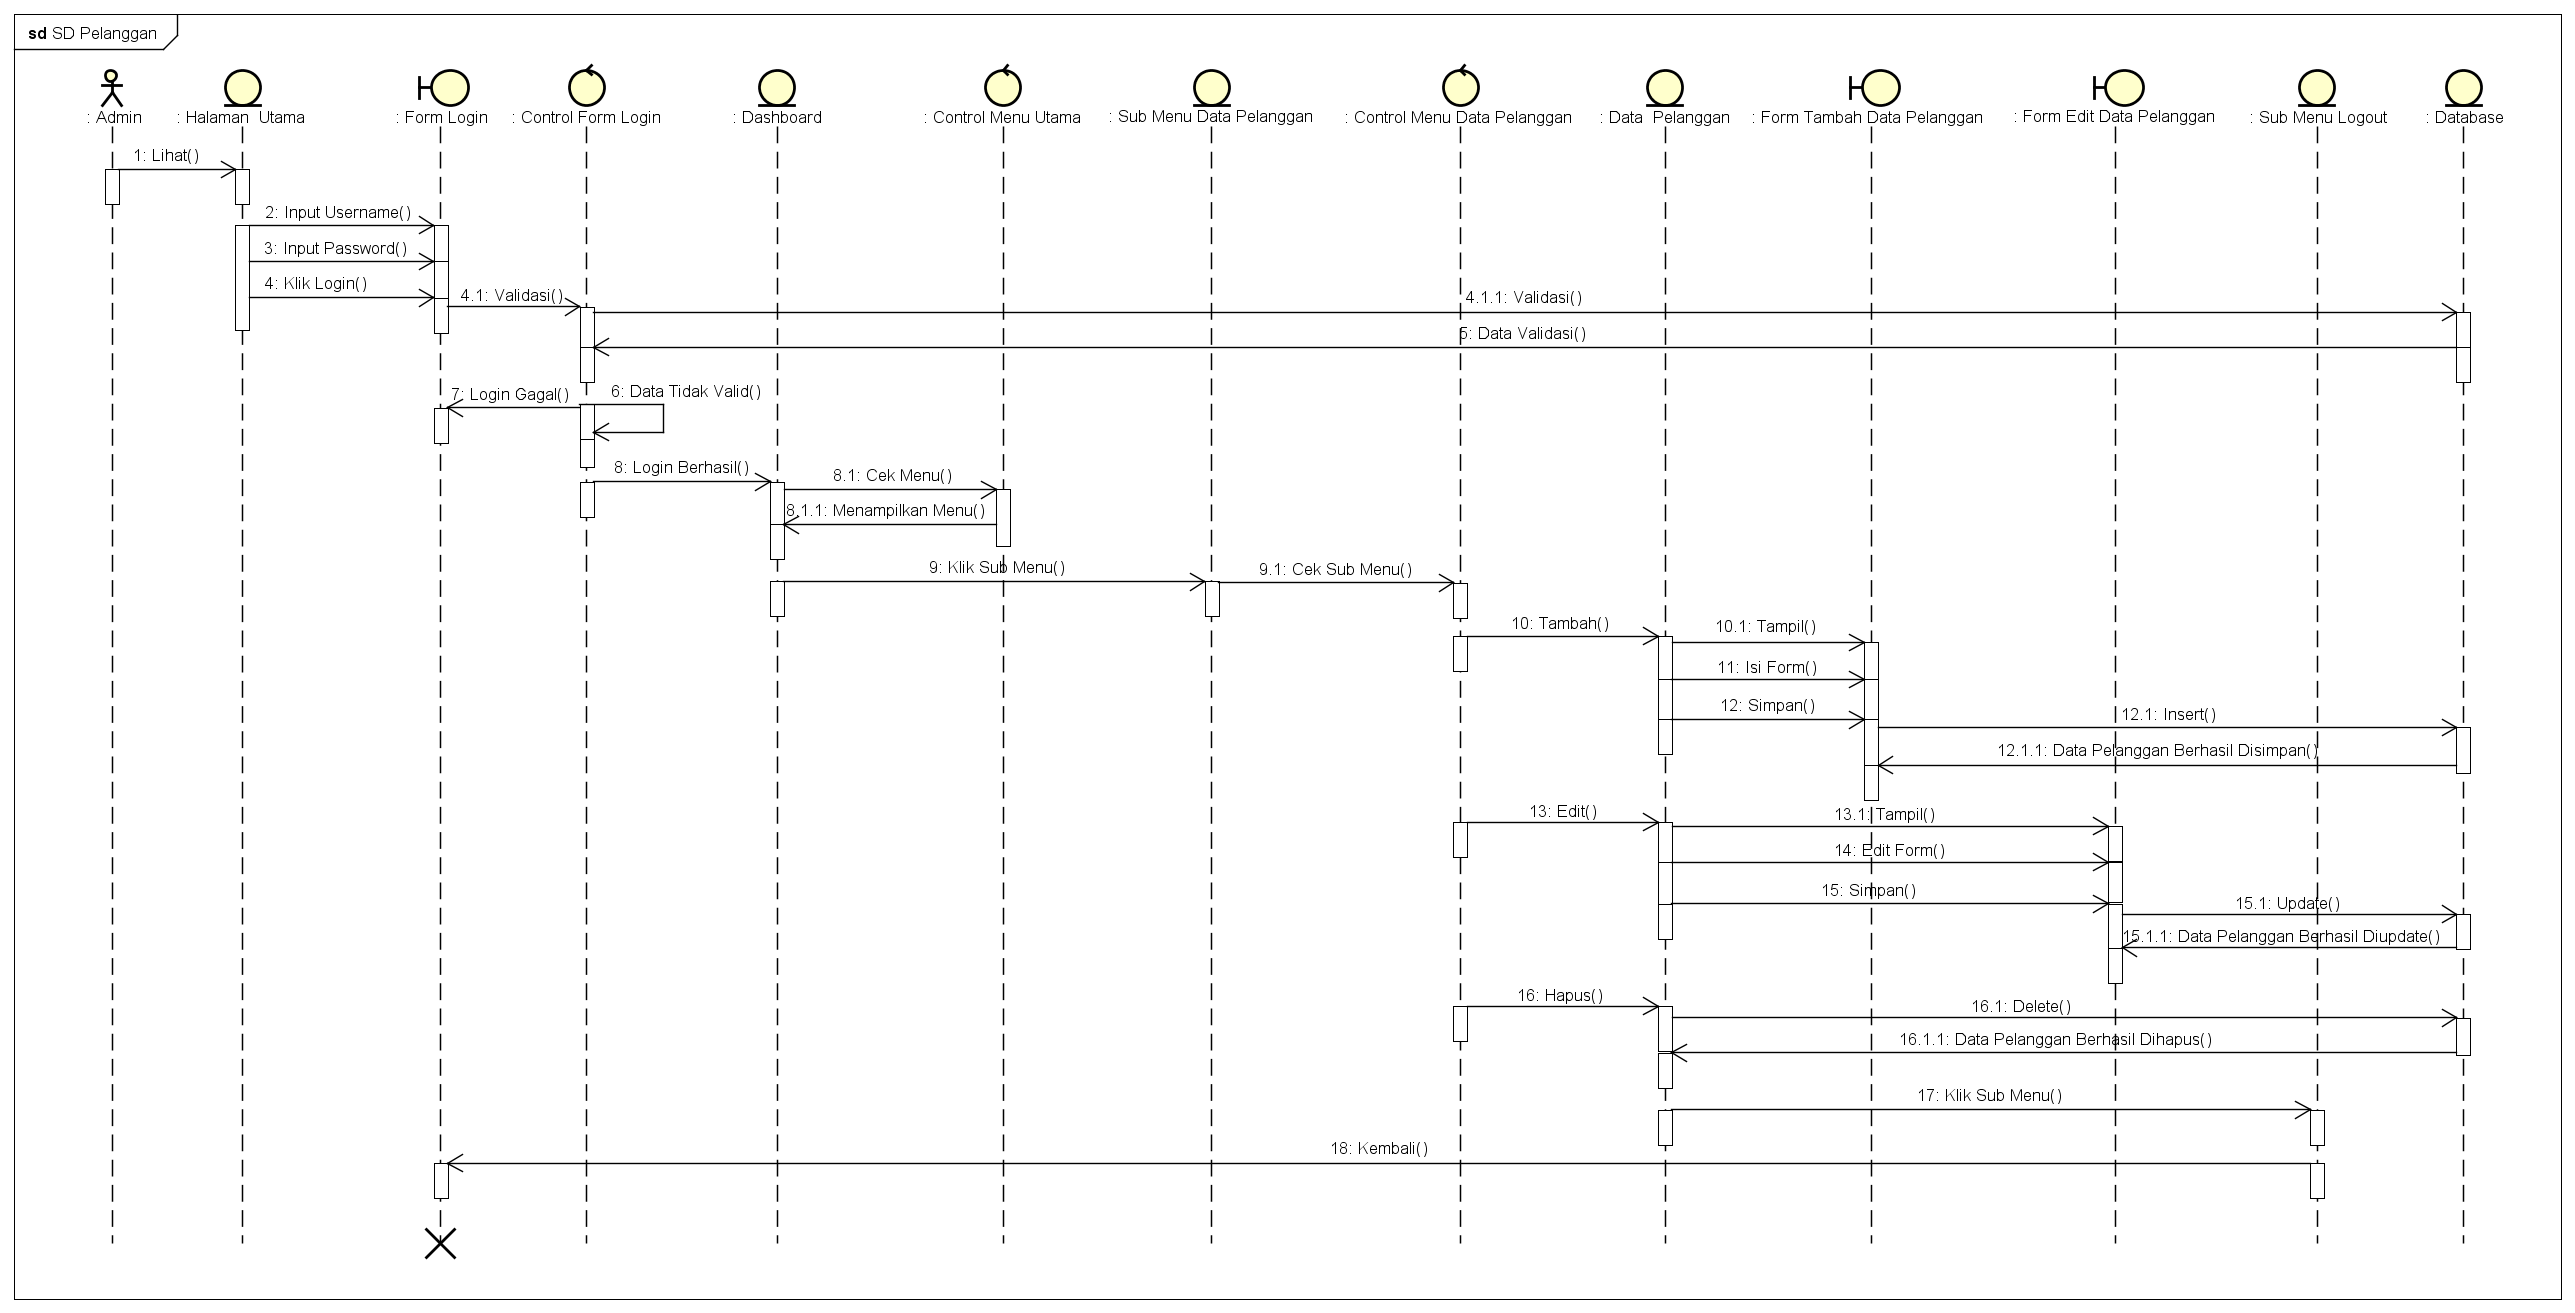 sd SD Pelanggan
: Admin
: Halaman  Utama
: Form Login
: Control Form Login
: Dashboard
: Control Menu Utama
: Sub Menu Data Pelanggan
: Control Menu Data Pelanggan
: Data  Pelanggan
: Form Tambah Data Pelanggan
: Form Edit Data Pelanggan
: Sub Menu Logout
: Database
1: Lihat()
2: Input Username()
3: Input Password()
4: Klik Login()
4.1: Validasi()
4.1.1: Validasi()
5: Data Validasi()
6: Data Tidak Valid()
7: Login Gagal()
8: Login Berhasil()
8.1: Cek Menu()
8.1.1: Menampilkan Menu()
9: Klik Sub Menu()
9.1: Cek Sub Menu()
10: Tambah()
10.1: Tampil()
11: Isi Form()
12: Simpan()
12.1: Insert()
12.1.1: Data Pelanggan Berhasil Disimpan()
13: Edit()
13.1: Tampil()
14: Edit Form()
15: Simpan()
15.1: Update()
15.1.1: Data Pelanggan Berhasil Diupdate()
16: Hapus()
16.1: Delete()
16.1.1: Data Pelanggan Berhasil Dihapus()
17: Klik Sub Menu()
18: Kembali()